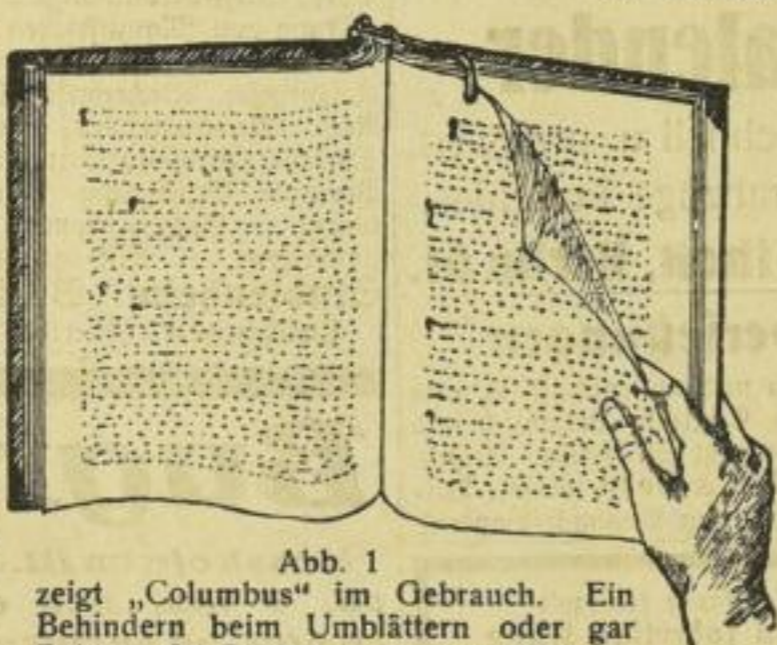 Abb. 1
zeigt „Columbus“ im Gebrauch. Ein
Behindern beim Umblättern oder gar